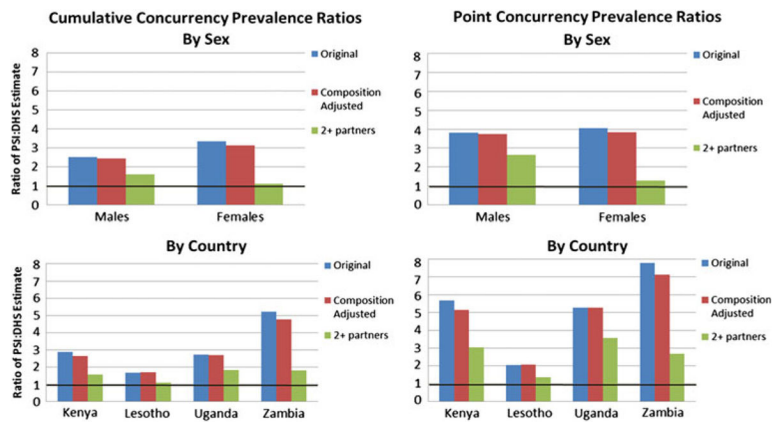 Cumulative Concurrency Prevalence Ratios
By Sex
Ratio of PSI:DHS Estimate
8
7
6
5
4
3
2
1
0
Males
Females
Original
Composition
Adjusted
2+ partners
Point Concurrency Prevalence Ratios
By Sex
8
7
6
5
4
3
2
1
0
Males
Females
Original
Composition
Adjusted
2+ partners
By Country
Ratio of PSI:DHS Estimate
8
7
6
5
4
3
2
1
0
Kenya
Lesotho
Uganda
Zambia
Original
Composition
Adjusted
2+ partners
By Country
8
7
6
5
4
3
2
1
0
Kenya
Lesotho
Uganda
Zambia
Original
Composition
Adjusted
2+ partners